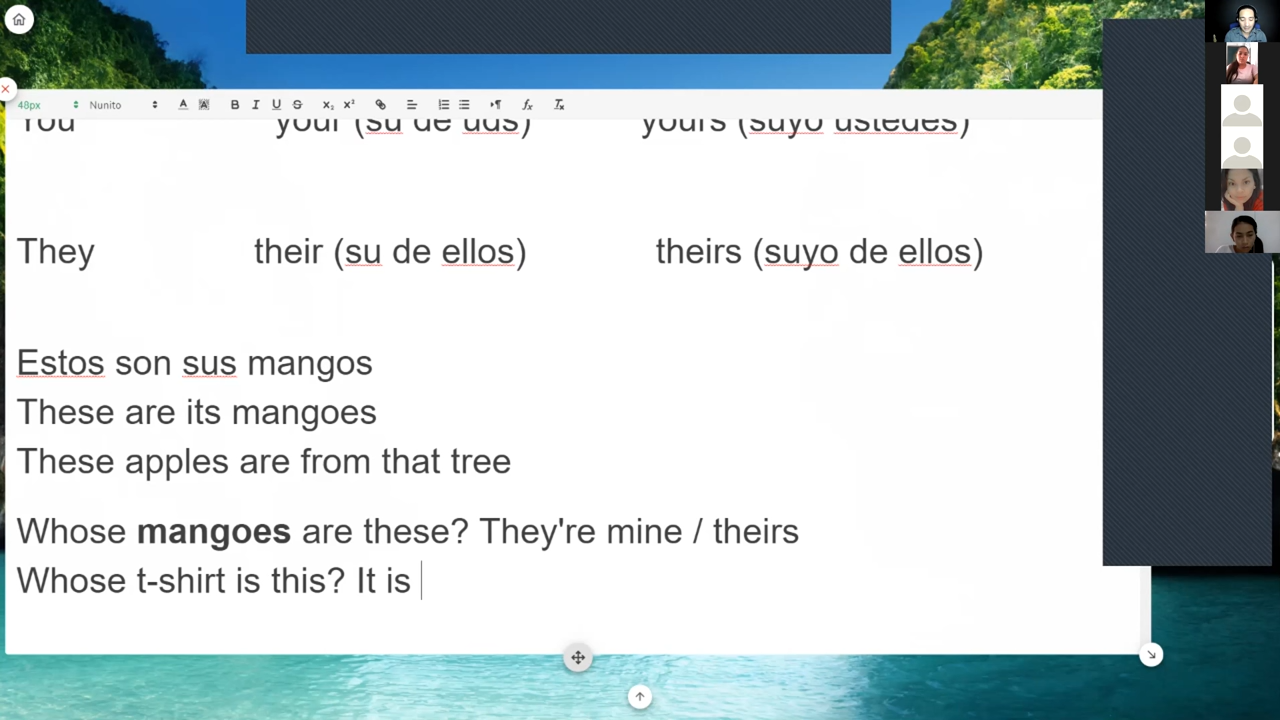 48px Nunito
You your (su de uds) yours (suyo ustedes)
They their (su de ellos) theirs (suyo de ellos)
Estos son sus mangos
These are its mangoes
These apples are from that tree
Whose mangoes are these? They're mine / theirs
Whose t-shirt is this? It is